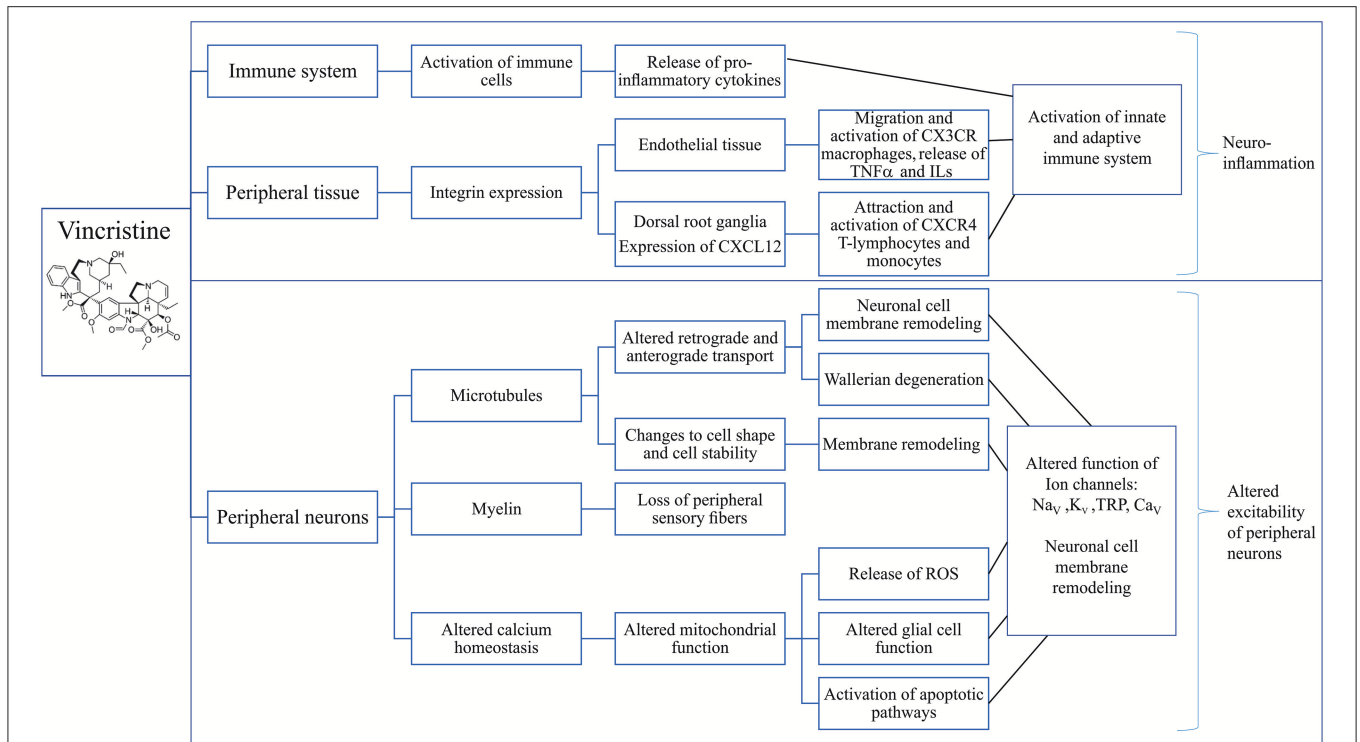 Vincristine
OH
N
H
NH
O
O
O
H
N
H
O
O
O
OH
O
O
O
Immune system
Activation of immune
cells
Release of pro-
inflammatory cytokines
Peripheral tissue
Integrin expression
Endothelial tissue
Migration and
activation of CX3CR
macrophages, release of
TNFα and ILs
Dorsal root ganglia
Expression of CXCL12
Attraction and
activation of CXCR4
T-lymphocytes and
monocytes
Activation of innate
and adaptive
immune system
Neuro-
inflammation
Peripheral neurons
Microtubules
Altered retrograde and
anterograde transport
Neuronal cell
membrane remodeling
Wallerian degeneration
Changes to cell shape
and cell stability
Membrane remodeling
Myelin
Loss of peripheral
sensory fibers
Altered calcium
homeostasis
Altered mitochondrial
function
Release of ROS
Altered glial cell
function
Activation of apoptotic
pathways
Altered function of
Ion channels:
NaV ,Kv ,TRP, CaV
Neuronal cell
membrane
remodeling
Altered
excitability
of peripheral
neurons